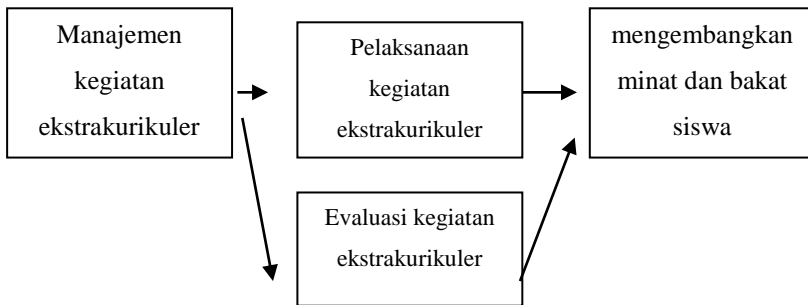 Manajemen
kegiatan
ekstrakurikuler
Pelaksanaan
kegiatan
ekstrakurikuler
mengembangkan
minat dan bakat
siswa
Evaluasi kegiatan
ekstrakurikuler